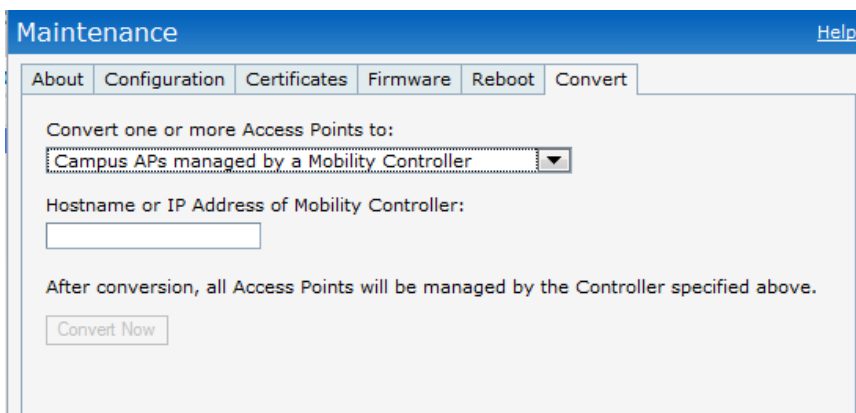 Maintenance Help
About Configuration Certificates Firmware Reboot Convert
Convert one or more Access Points to:
Campus APs managed by a Mobility Controller
Hostname or IP Address of Mobility Controller:
After conversion, all Access Points will be managed by the Controller specified above.
Convert Now